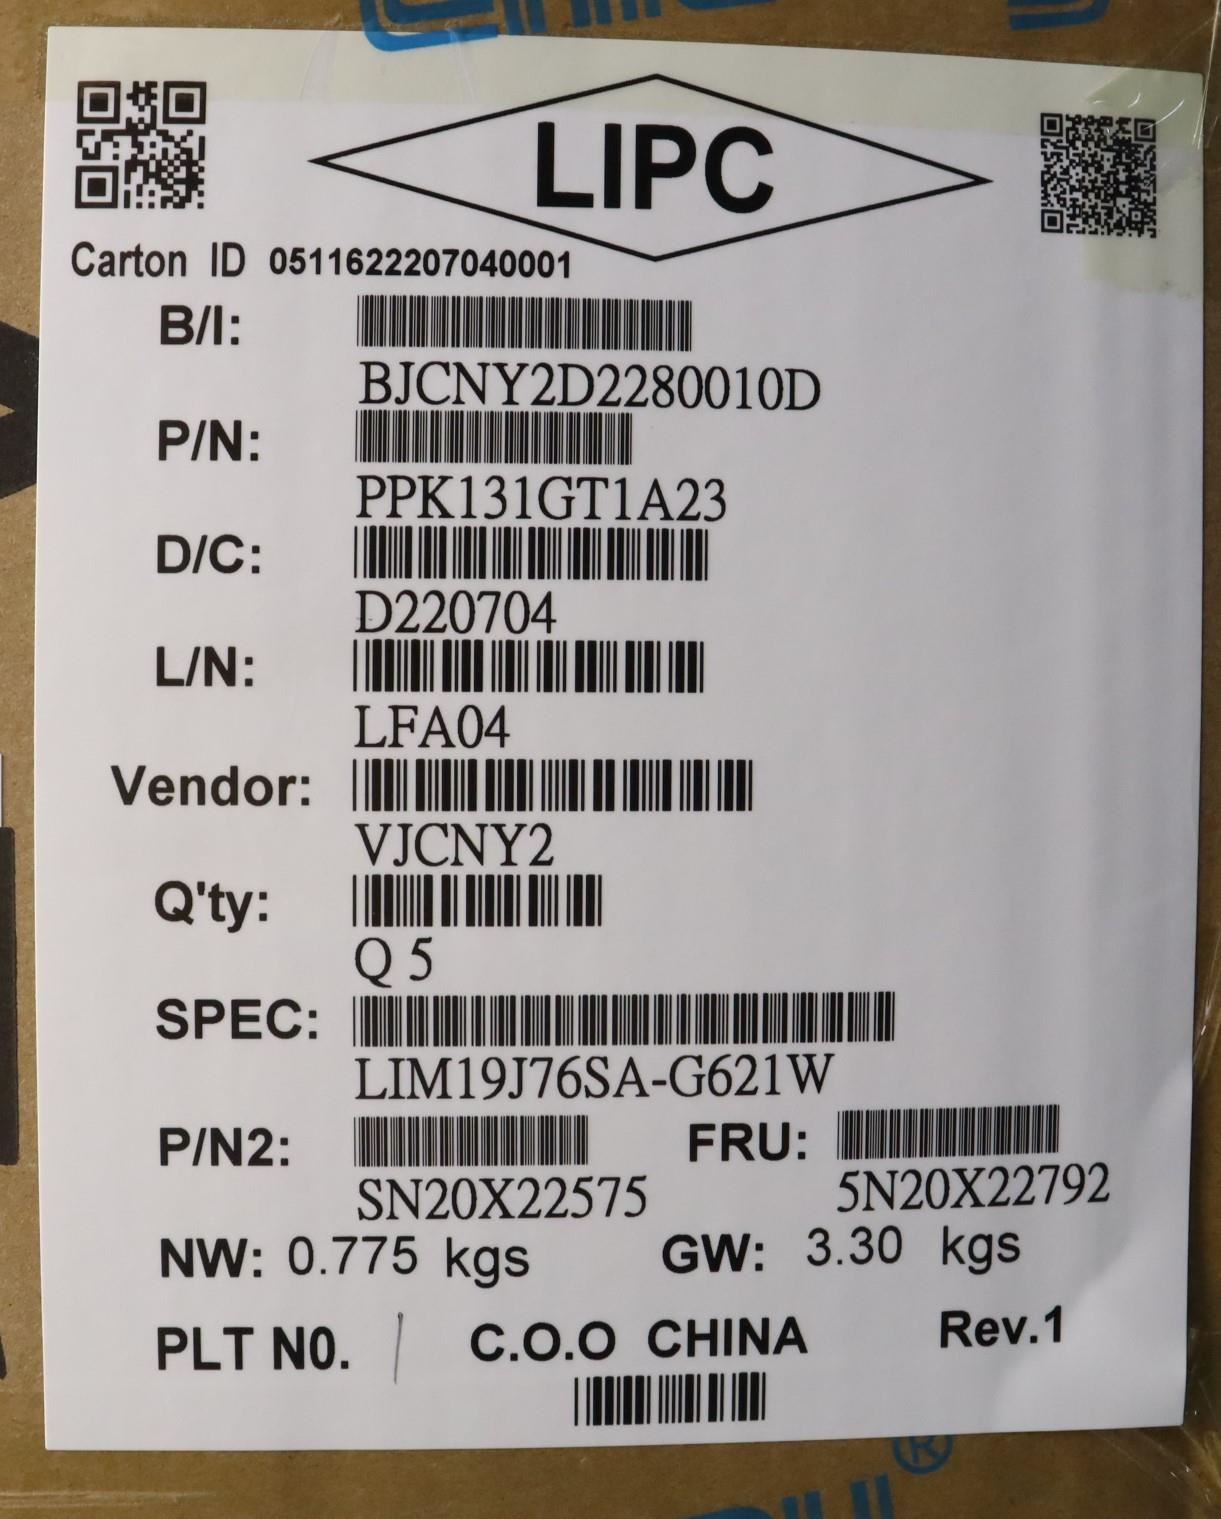 LIPC
Carton ID 0511622207040001
B/I:
BJCNY2D2280010D
P/N:
PPK131GT1A23
D/C:
D220704
L/N:
LFA04
Vendor:
VJCNY2
Q'ty:
Q 5
SPEC:
LIM19J76SA-G621W
P/N2: FRU:
SN20X22575 5N20X22792
NW: 0.775 kgs GW: 3.30 kgs
PLT N0. / C.O.O CHINA Rev.1
®